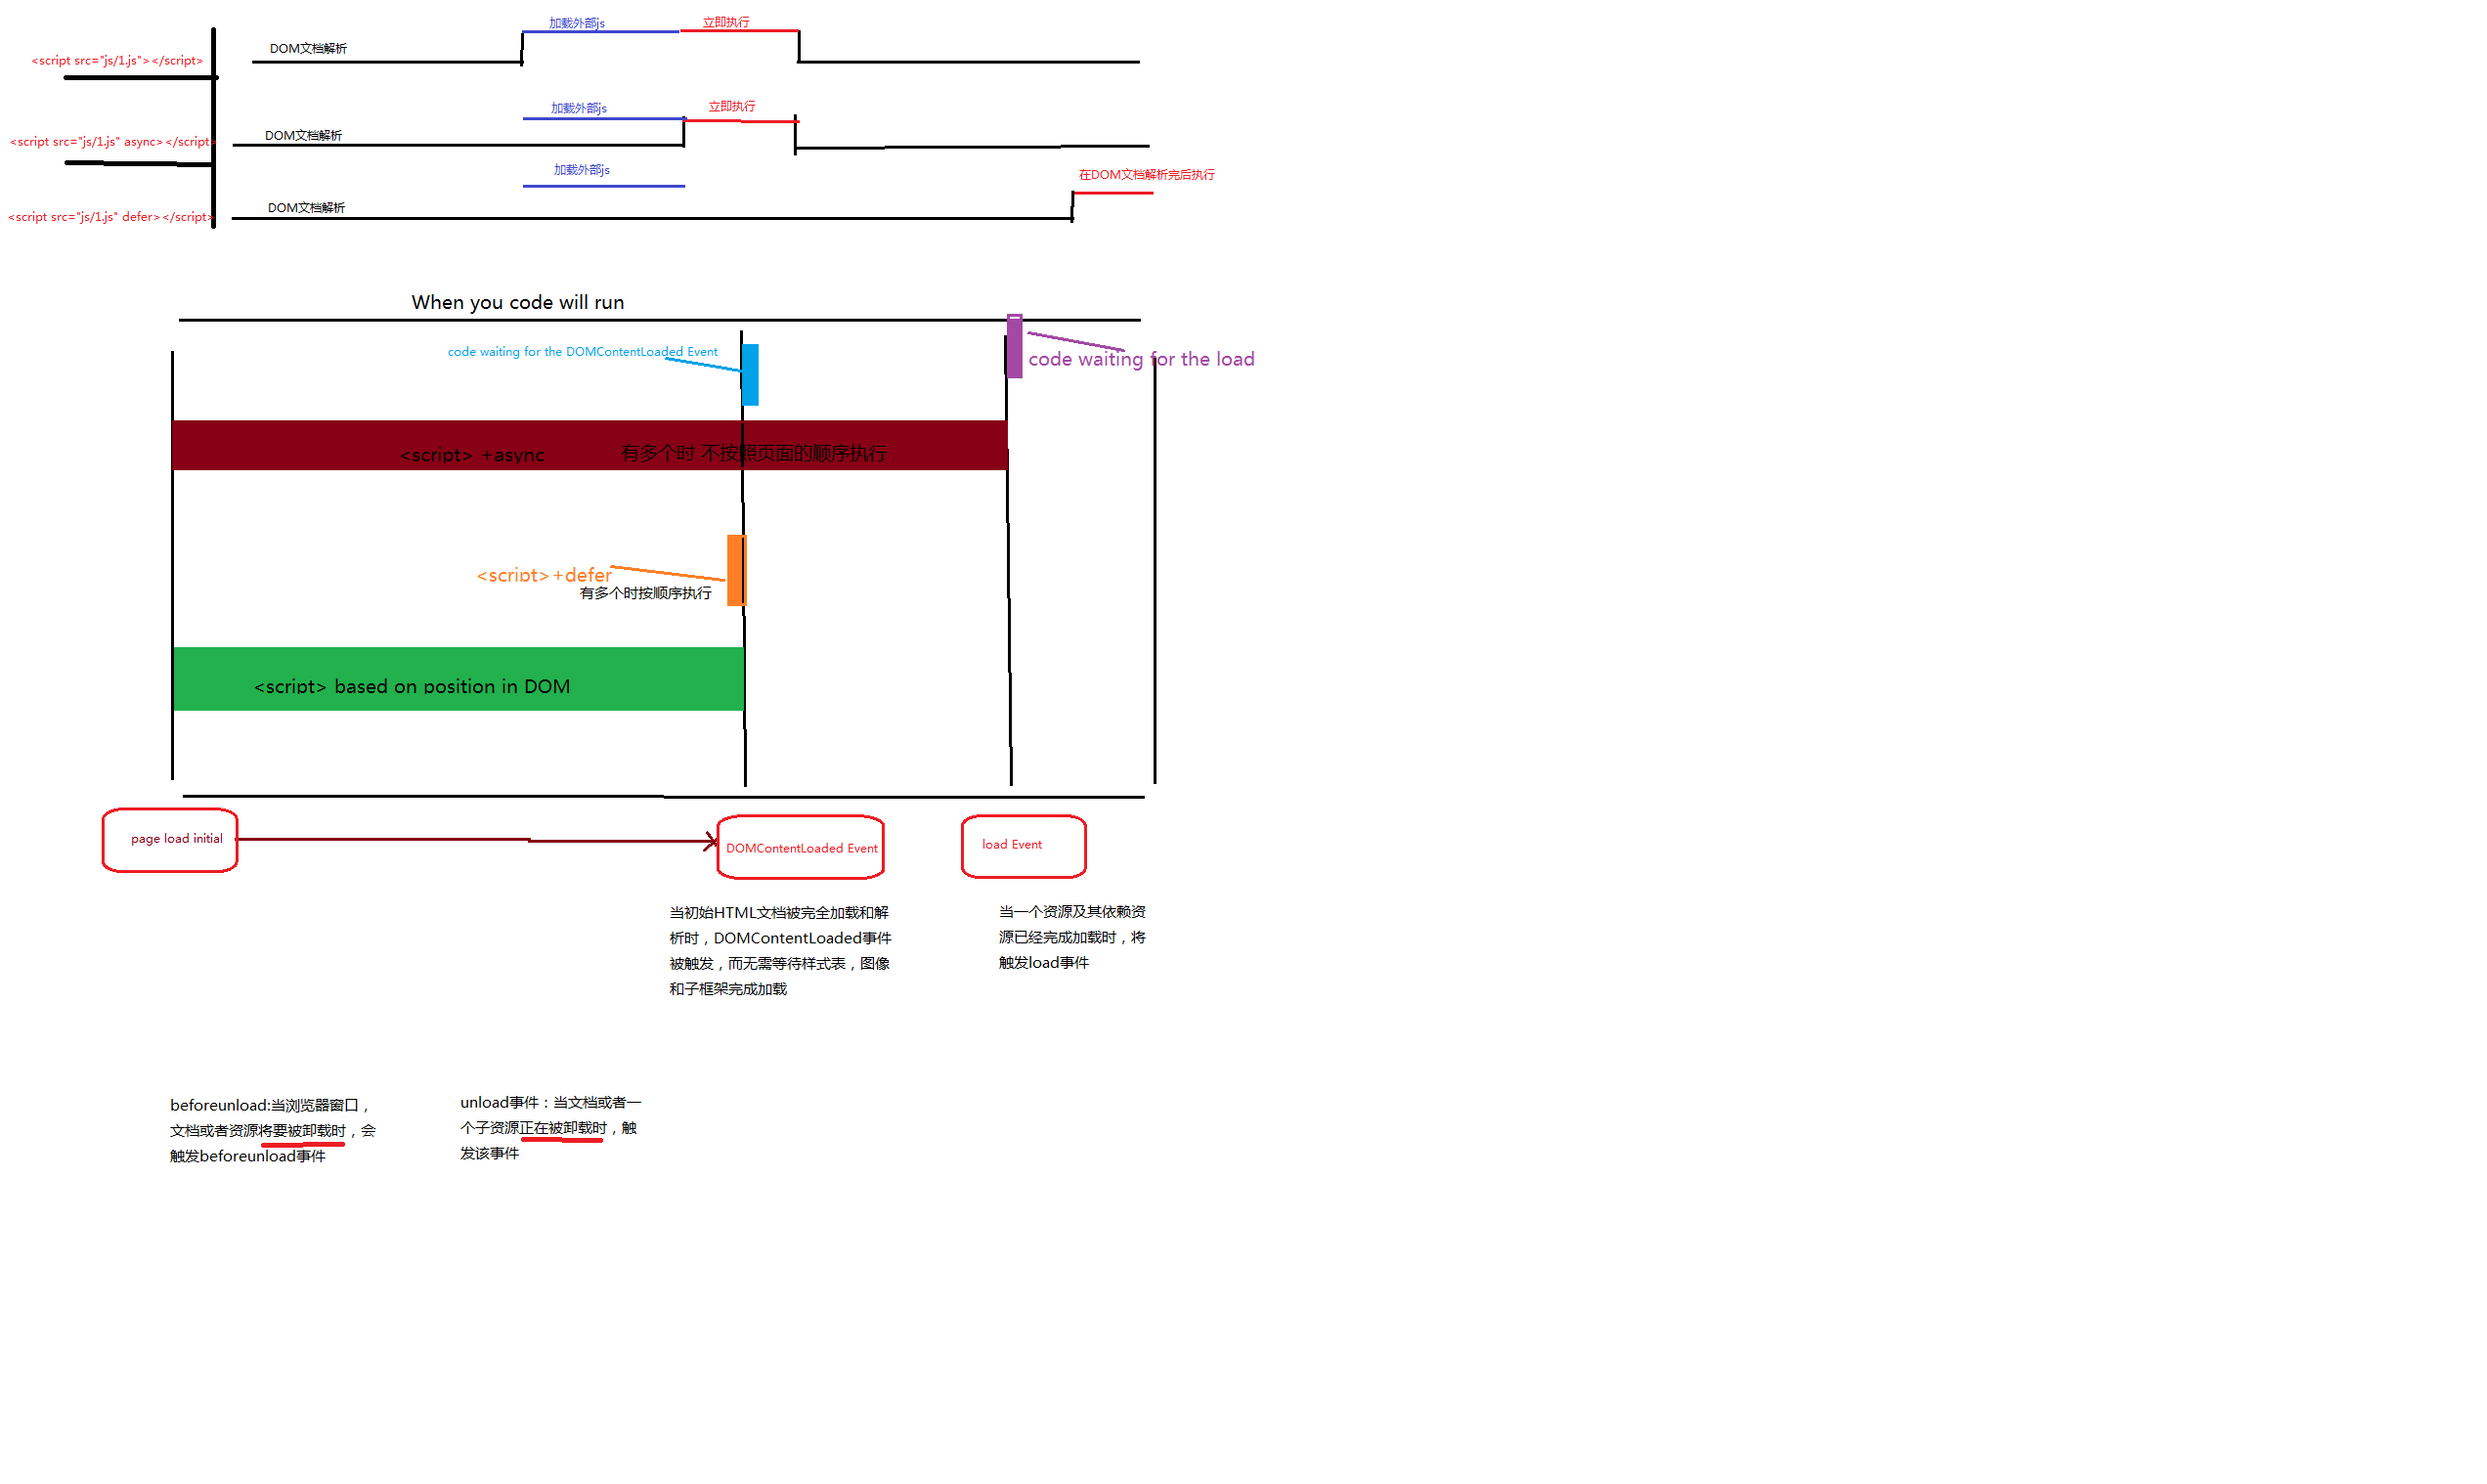 加载外部js
立即执行
DOM文档解析
<script src="js/1.js"></script>
加载外部js
立即执行
DOM文档解析
<script src="js/1.js" async></script>
加载外部js
在DOM文档解析完后执行
DOM文档解析
<script src="js/1.js" defer></script>
When you code will run
code waiting for the DOMContentLoaded Event
code waiting for the load
<script> +async
有多个时 不按照页面的顺序执行
<script>+defer
有多个时按顺序执行
<script> based on position in DOM
page load initial
DOMContentLoaded Event
load Event
当初始HTML文档被完全加载和解
析时，DOMContentLoaded事件
被触发，而无需等待样式表，图像
和子框架完成加载
当一个资源及其依赖资
源已经完成加载时，将
触发load事件
beforeunload:当浏览器窗口，
文档或者资源将要被卸载时，会
触发beforeunload事件
unload事件：当文档或者一
个子资源正在被卸载时，触
发该事件